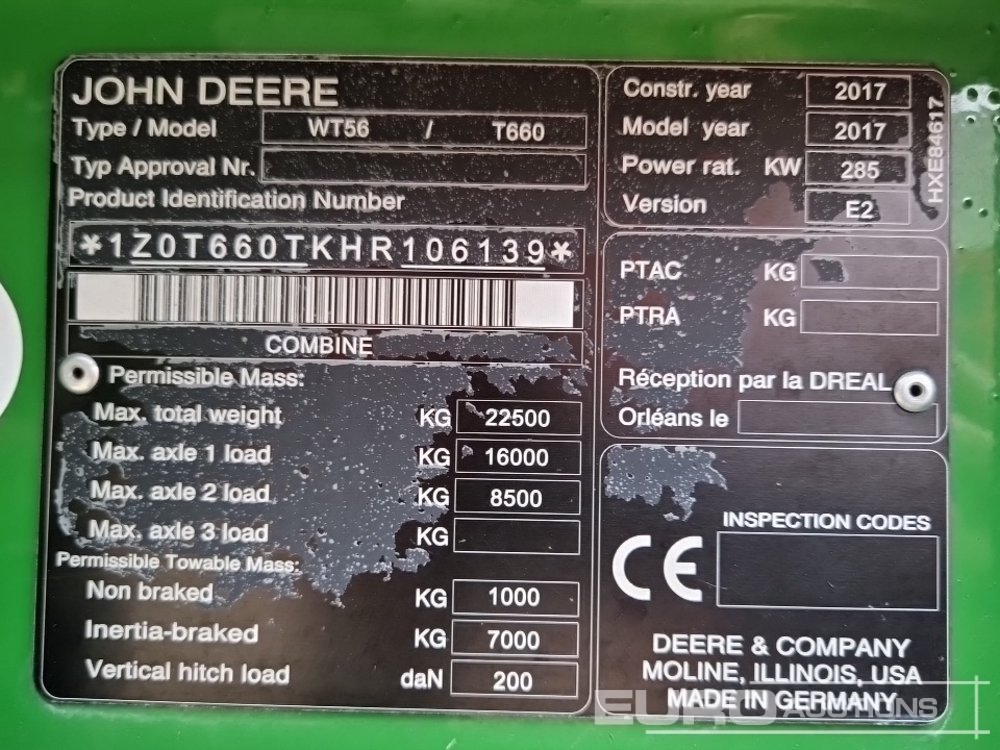 JOHN DEERE
Type / Model WT56 / T660
Typ Approval Nr.
Product Identification Number
*1Z0T660TKHR106139*
COMBINE
Permissible Mass:
Max. total weight KG 22500
Max. axle 1 load KG 16000
Max. axle 2 load KG 8500
Max. axle 3 load KG
Permissible Towable Mass:
Non braked KG 1000
Inertia-braked KG 7000
Vertical hitch load daN 200
Constr. year 2017
Model year 2017
Power rat. KW 285
Version E2
HXE84617
PTAC KG
PTRA KG
Réception par la DREAL
Orléans le
INSPECTION CODES
CE
DEERE & COMPANY
MOLINE, ILLINOIS, USA
MADE IN GERMANY
EURO AUCTIONS